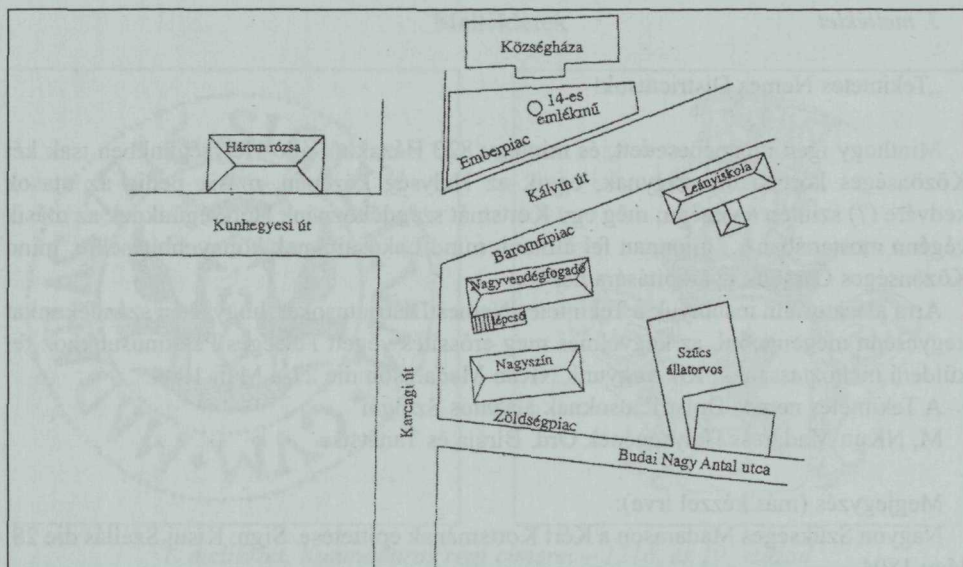 Községháza
14-es
emlékmű
Emberpiac
Három rózsa
Kálvin út
Leányiskola
Kunhegyesi út
Baromfipiac
Nagyvendégfogadó
lépcső
Szűcs
állatorvos
Nagyszín
Karcagi út
Zöldségpiac
Budai Nagy Antal utca